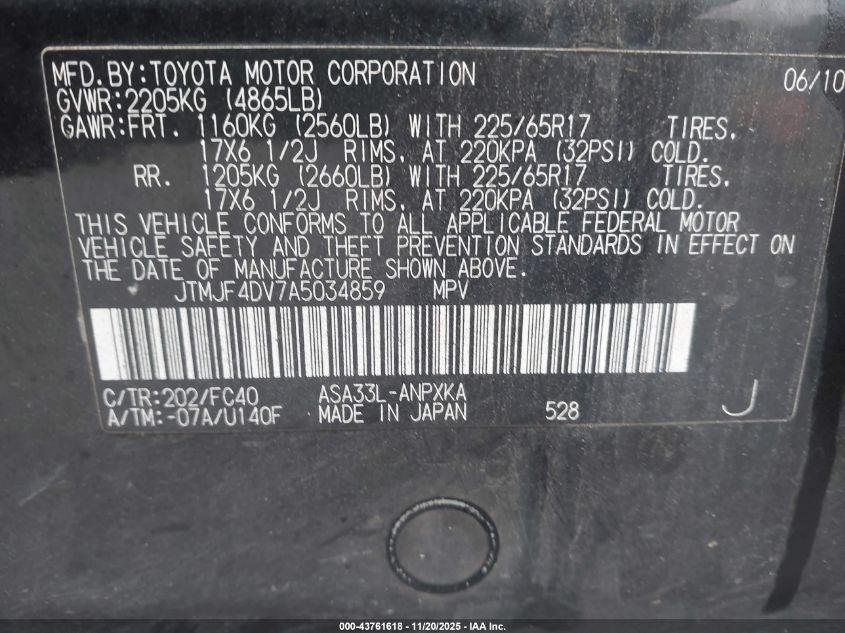 MFD.BY:TOYOTA MOTOR CORPORATION 06/10
GVWR:2205KG (4865LB)
GAWR:FRT. 1160KG (2560LB) WITH 225/65R17 TIRES,
17X6 1/2J RIMS, AT 220KPA (32PSI) COLD.
RR. 1205KG (2660LB) WITH 225/65R17 TIRES,
17X6 1/2J RIMS, AT 220KPA (32PSI) COLD.
THIS VEHICLE CONFORMS TO ALL APPLICABLE FEDERAL MOTOR
VEHICLE SAFETY AND THEFT PREVENTION STANDARDS IN EFFECT ON
THE DATE OF MANUFACTURE SHOWN ABOVE.
JTMJF4DV7A5034859 MPV
C/TR:202/FC40 ASA33L-ANPXKA
A/TM:-07A/U140F MADE IN JAPAN 528 J
000-43761618 - 11/20/2025 - IAA Inc.